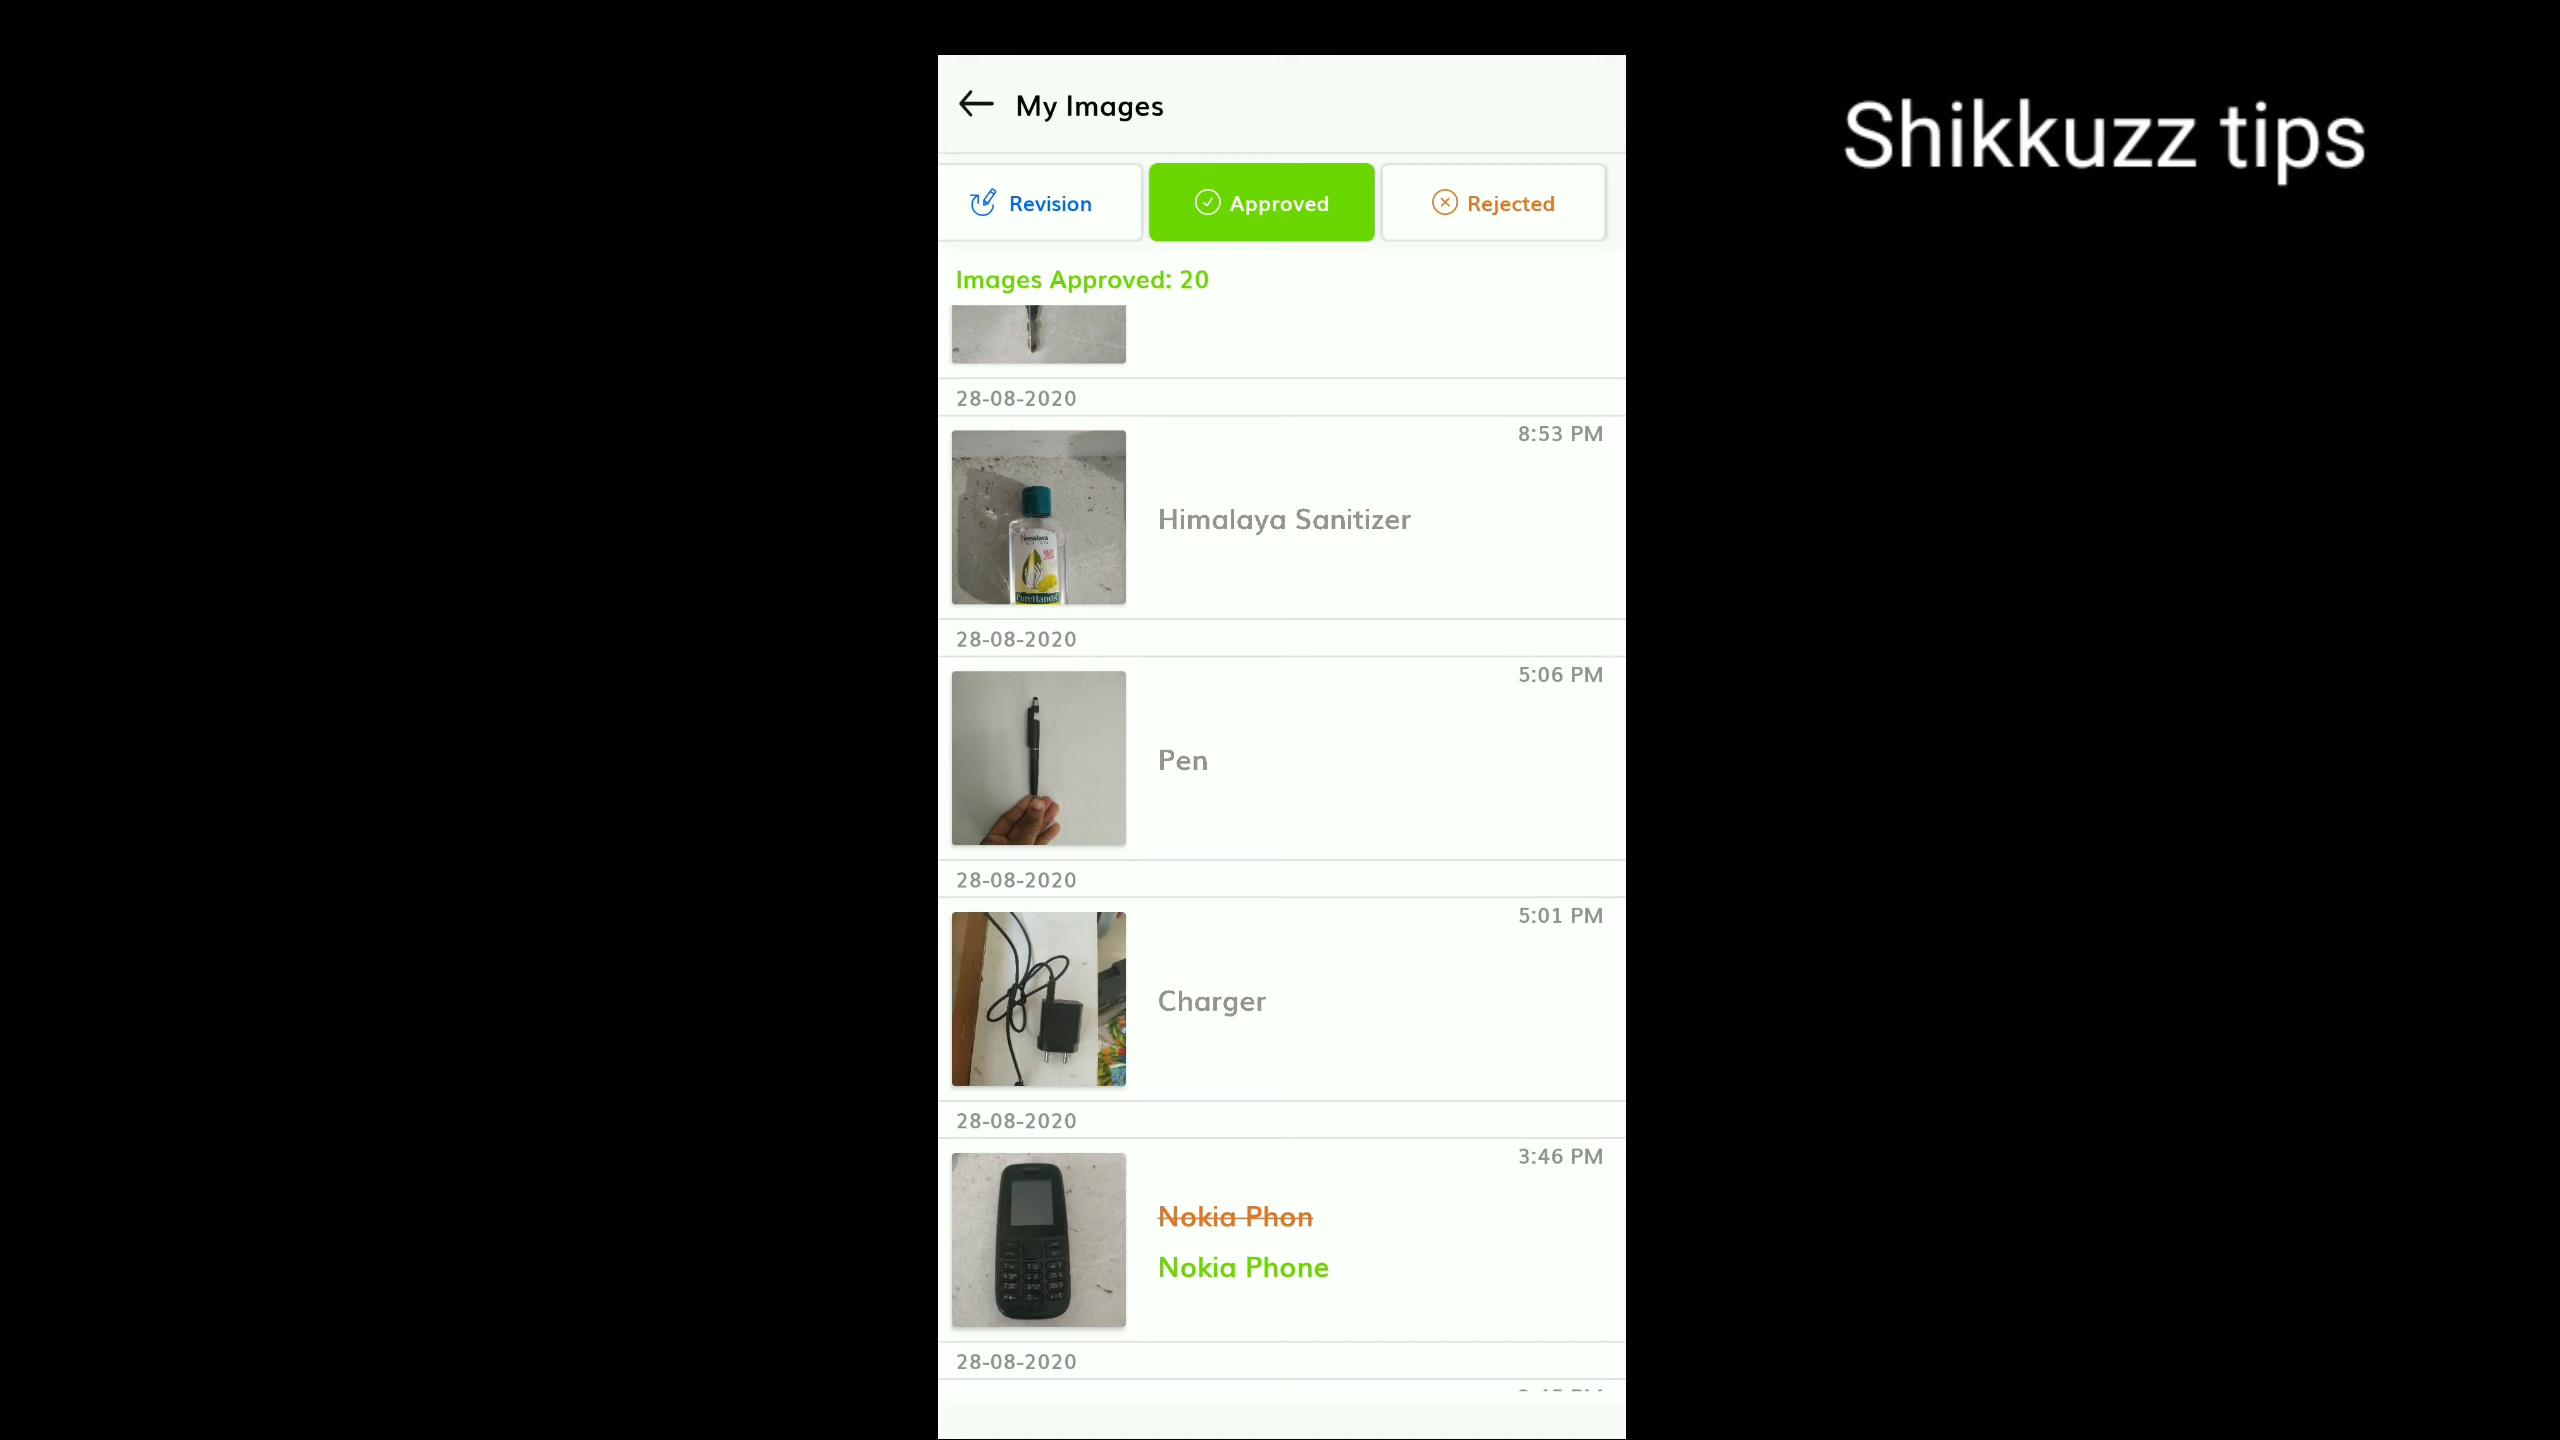 Shikkuzz tips
My Images
Revision
Approved
Rejected
Images Approved: 20
28-08-2020
8:53 PM
Himalaya
PureHands
Himalaya Sanitizer
28-08-2020
5:06 PM
Pen
28-08-2020
5:01 PM
Charger
28-08-2020
3:46 PM
Nokia Phon
Nokia Phone
28-08-2020